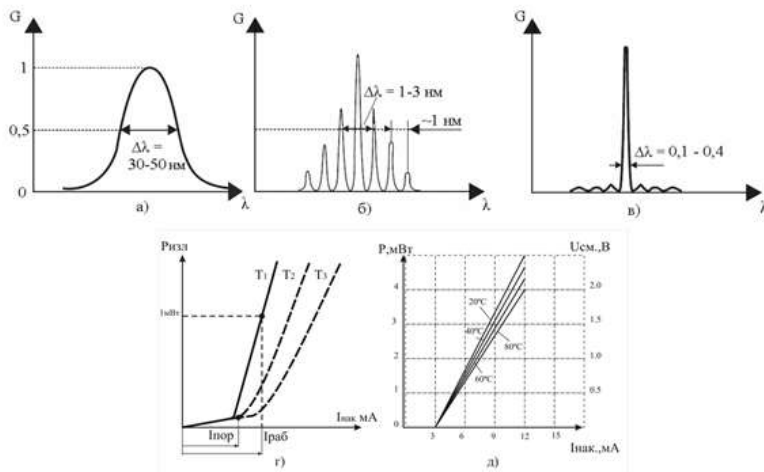 G
1
0,5
0
Δλ =
30-50 нм
λ
а)
G
Δλ = 1-3 нм
~1 нм
λ
б)
G
Δλ = 0,1 - 0,4
λ
в)
Ризл
T₁
T₂
T₃
1мВт
Iнак мА
Iпор
Iраб
г)
P,мВт
Uсм.,В
4
3
2
1
0
2.0
1.5
1.0
0.5
20°C
40°C
80°C
60°C
3
6
9
12
15
Iнак.,мА
д)